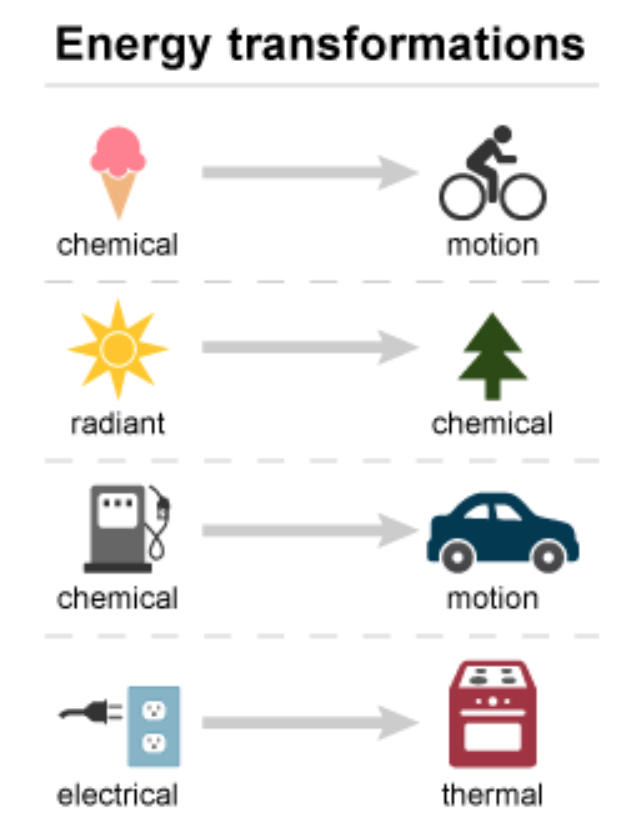 Energy transformations
chemical
motion
radiant
chemical
chemical
motion
electrical
thermal